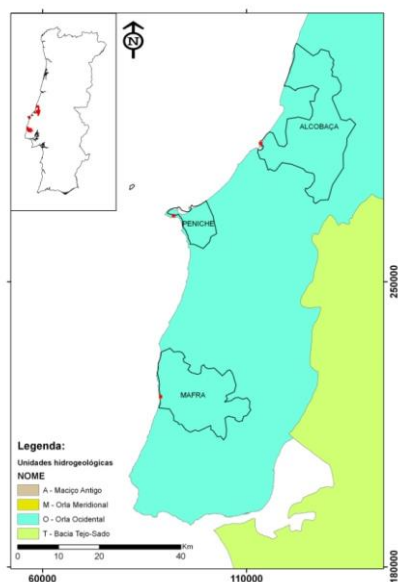 N
ALCOBAÇA
PENICHE
250000
MAFRA
Legenda:
Unidades hidrogeológicas
NOME
A - Maciço Antigo
M - Orla Meridional
O - Orla Ocidental
T - Bacia Tejo-Sado
Km
0 10 20 40
60000 110000
180000